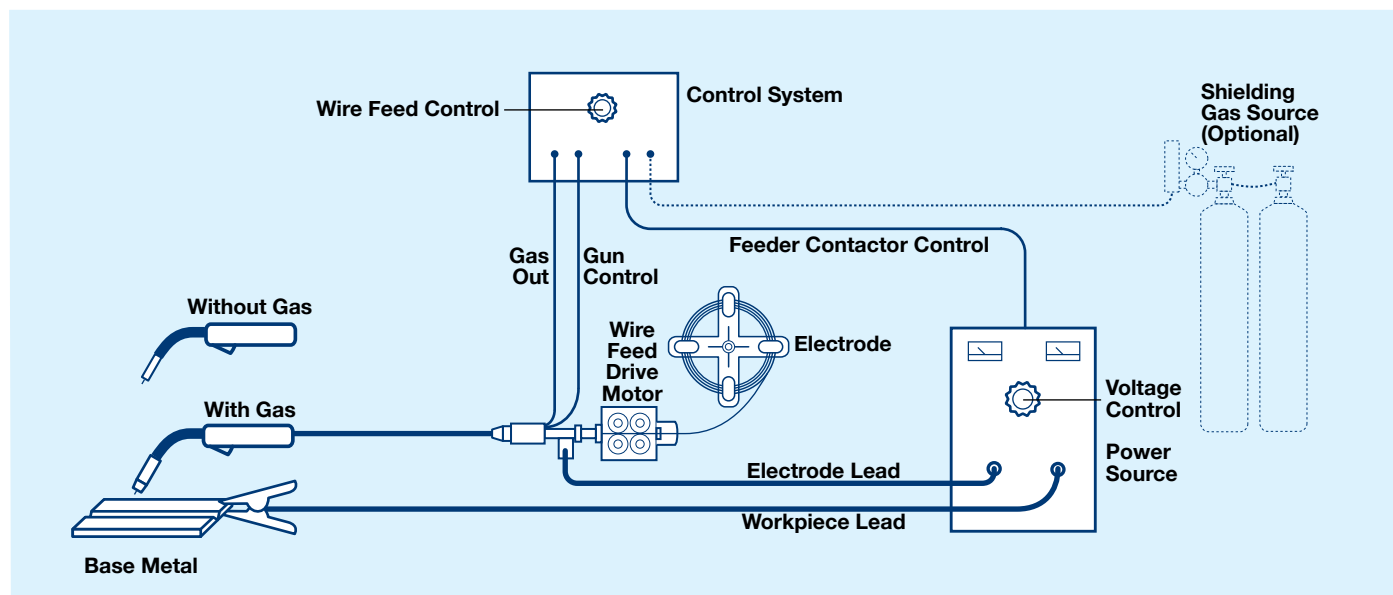 Wire Feed Control
Control System
Shielding
Gas Source
(Optional)
Feeder Contactor Control
Gas
Out
Gun
Control
Without Gas
Wire
Feed
Drive
Motor
Electrode
Voltage
Control
With Gas
Power
Source
Electrode Lead
Workpiece Lead
Base Metal